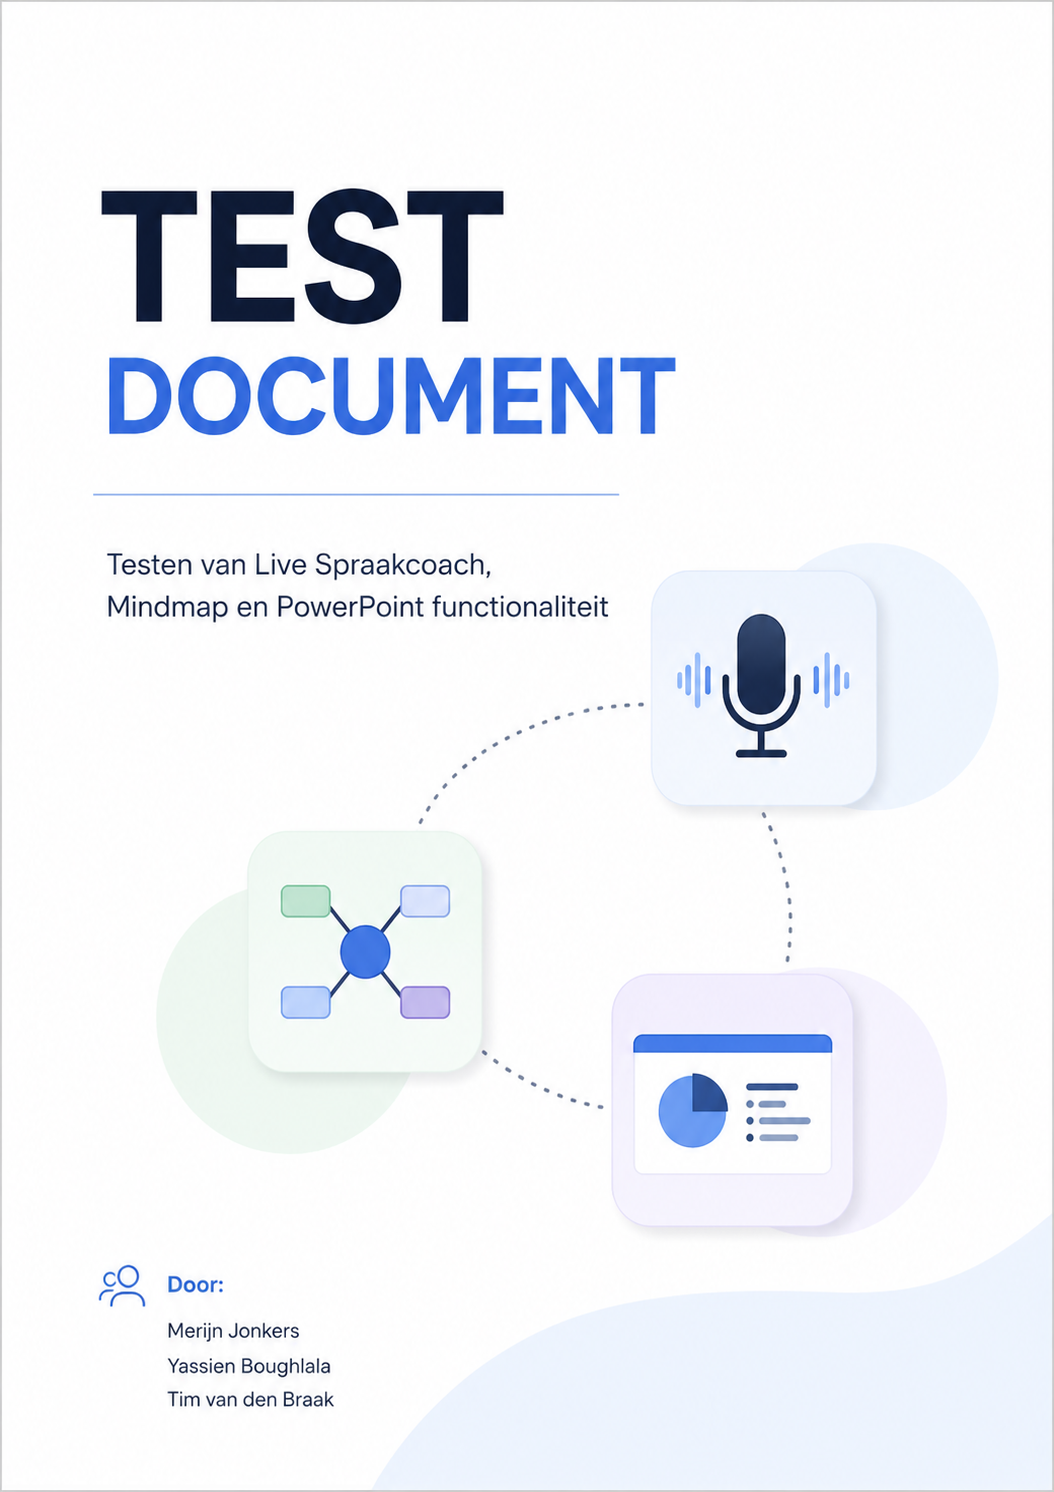 TEST
DOCUMENT
Testen van Live Spraakcoach,
Mindmap en PowerPoint functionaliteit
Door:
Merijn Jonkers
Yassien Boughlala
Tim van den Braak